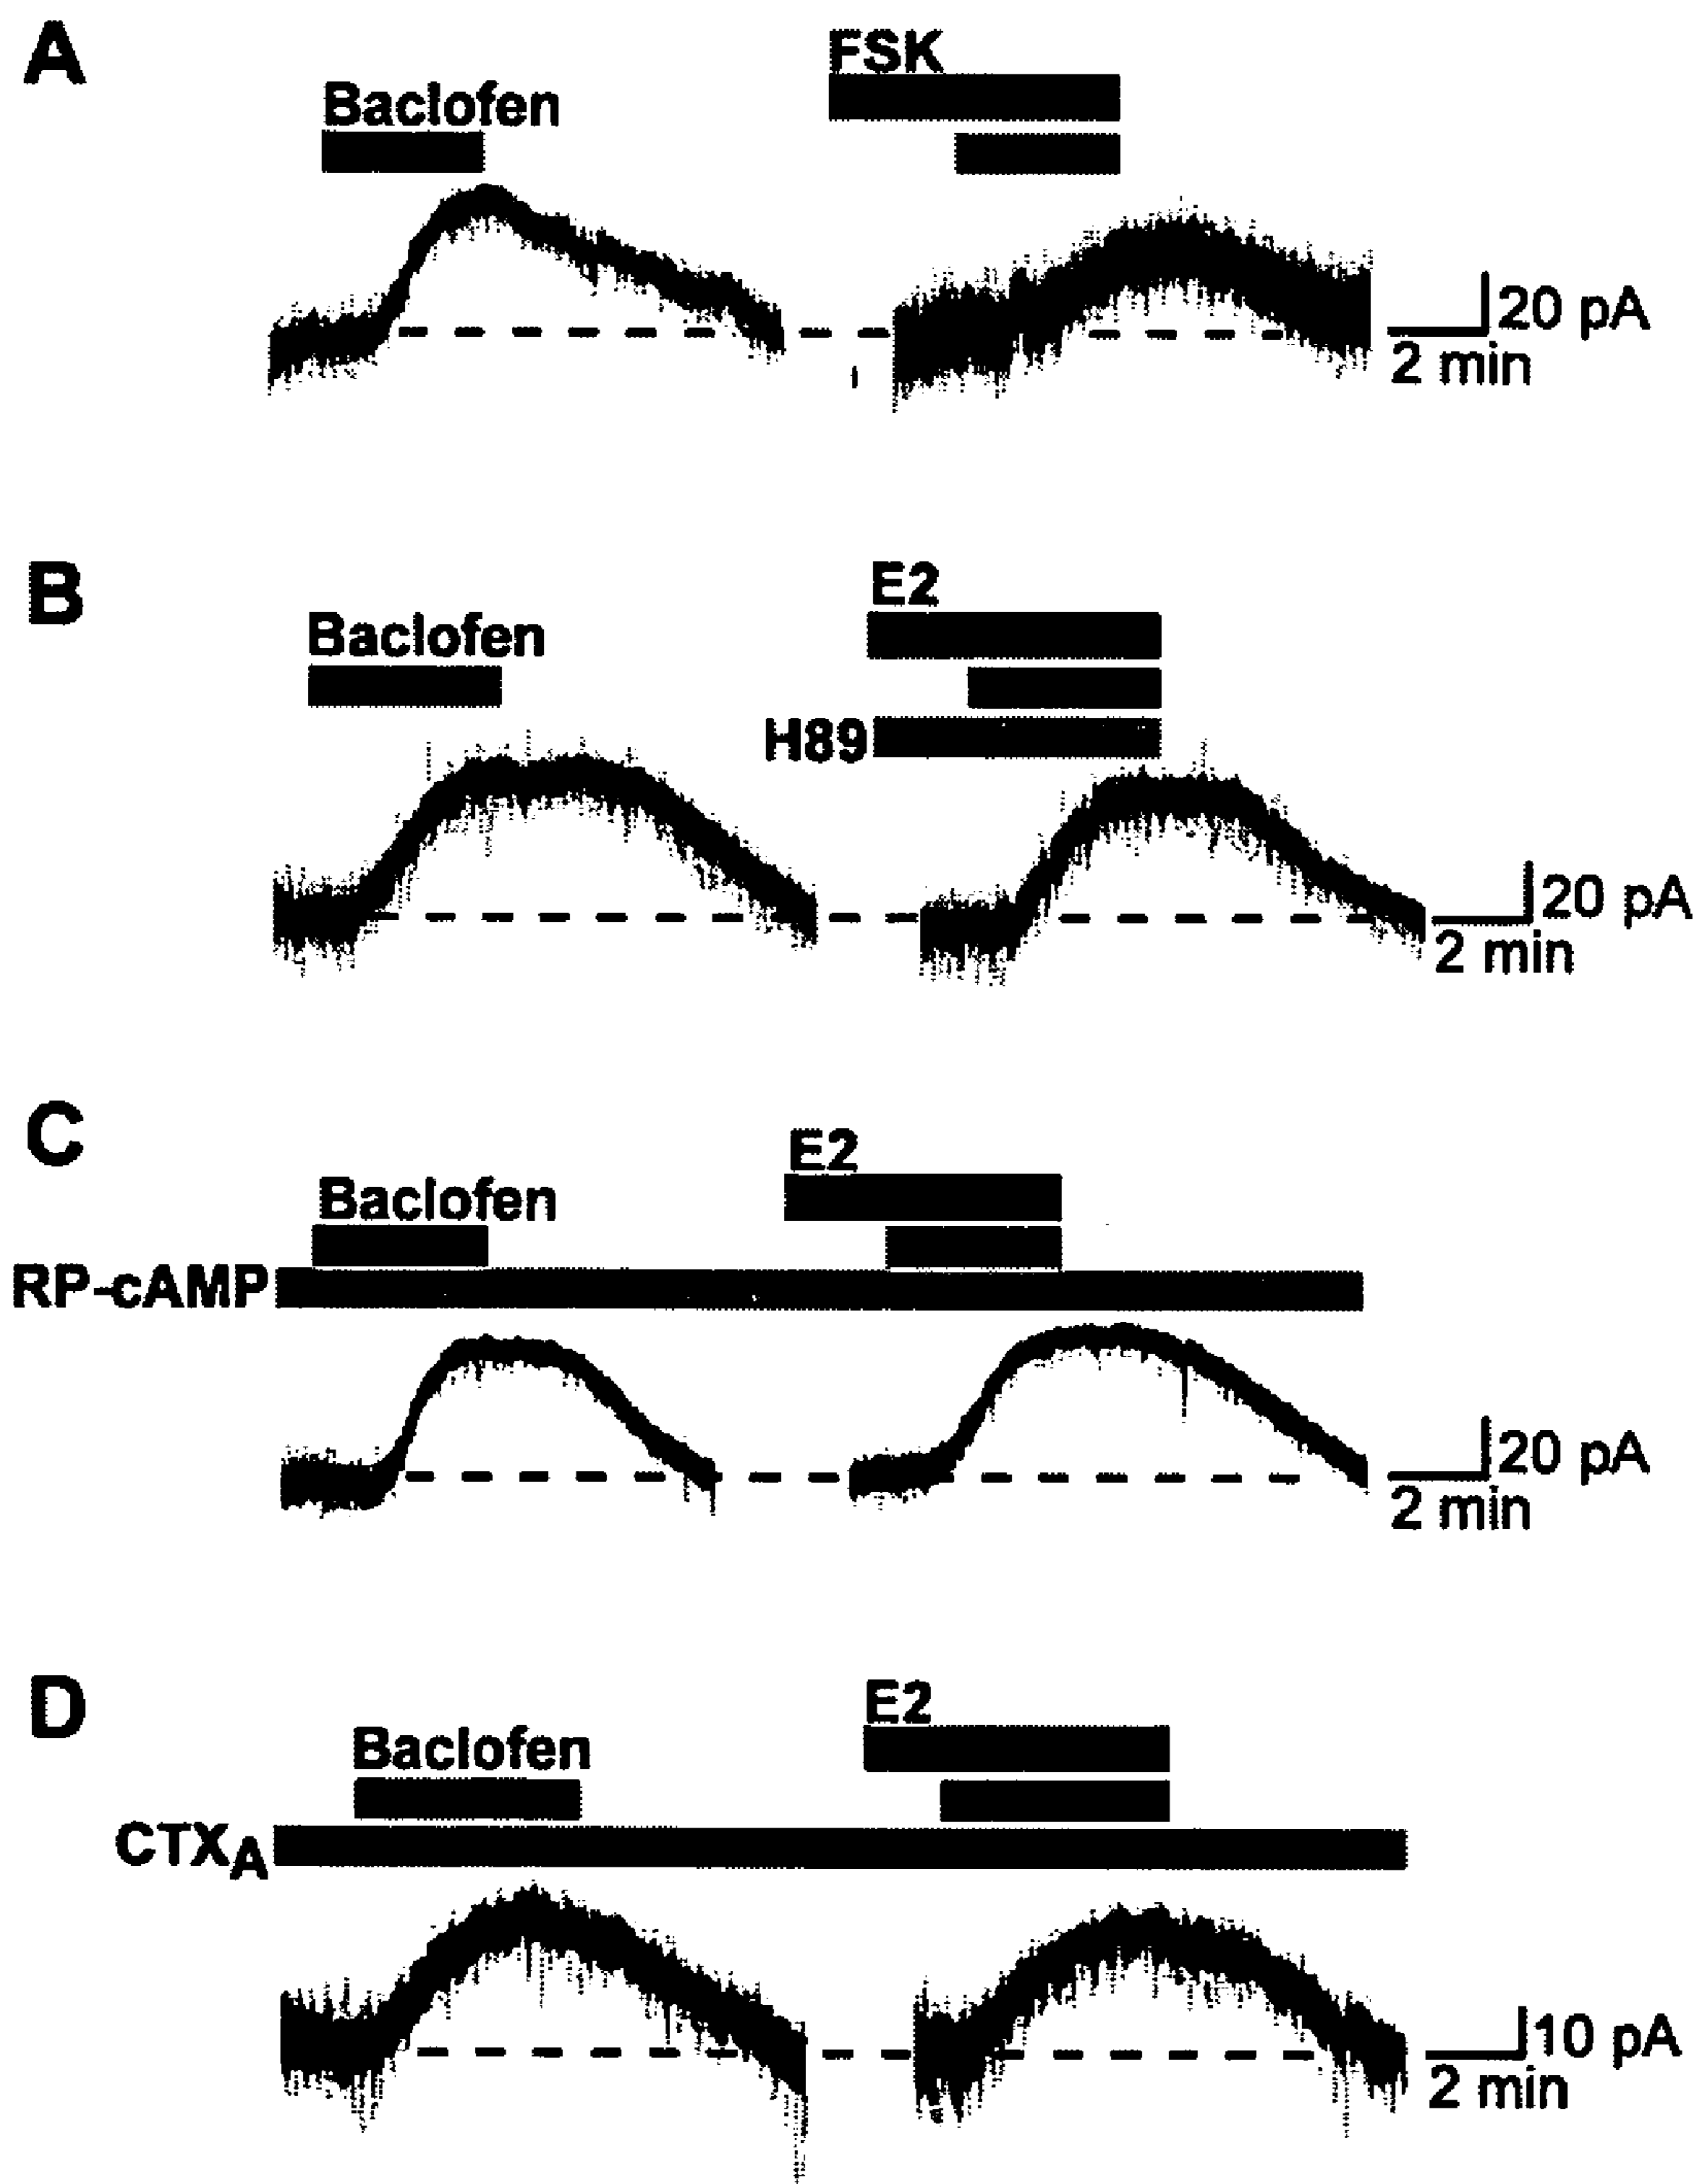 A
FSK
Baclofen
20 pA
2 min
B
E2
Baclofen
H89
20 pA
2 min
C
E2
Baclofen
RP-cAMP
20 pA
2 min
D
E2
Baclofen
CTXA
10 pA
2 min